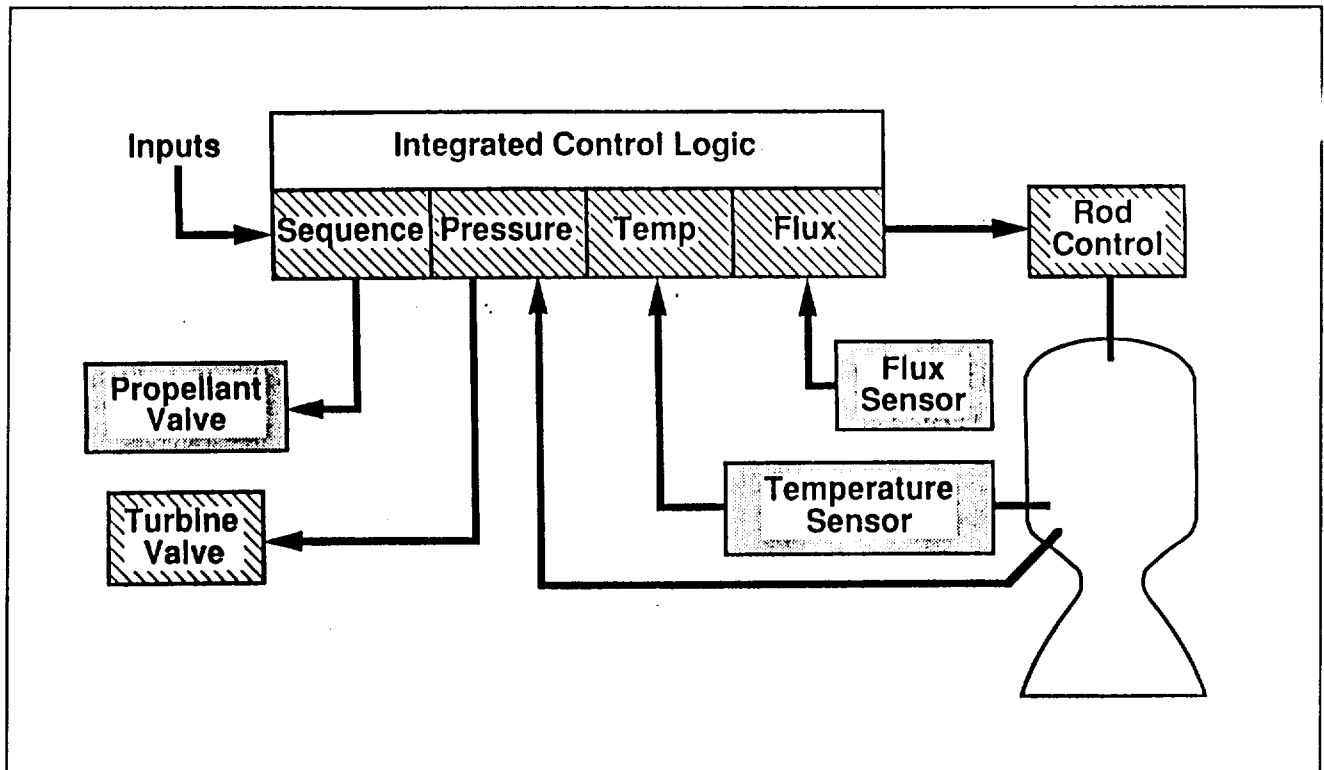 Integrated Control Logic
Inputs
Sequence Pressure Temp Flux
Rod
Control
Propellant
Valve
Flux
Sensor
Temperature
Sensor
Turbine
Valve